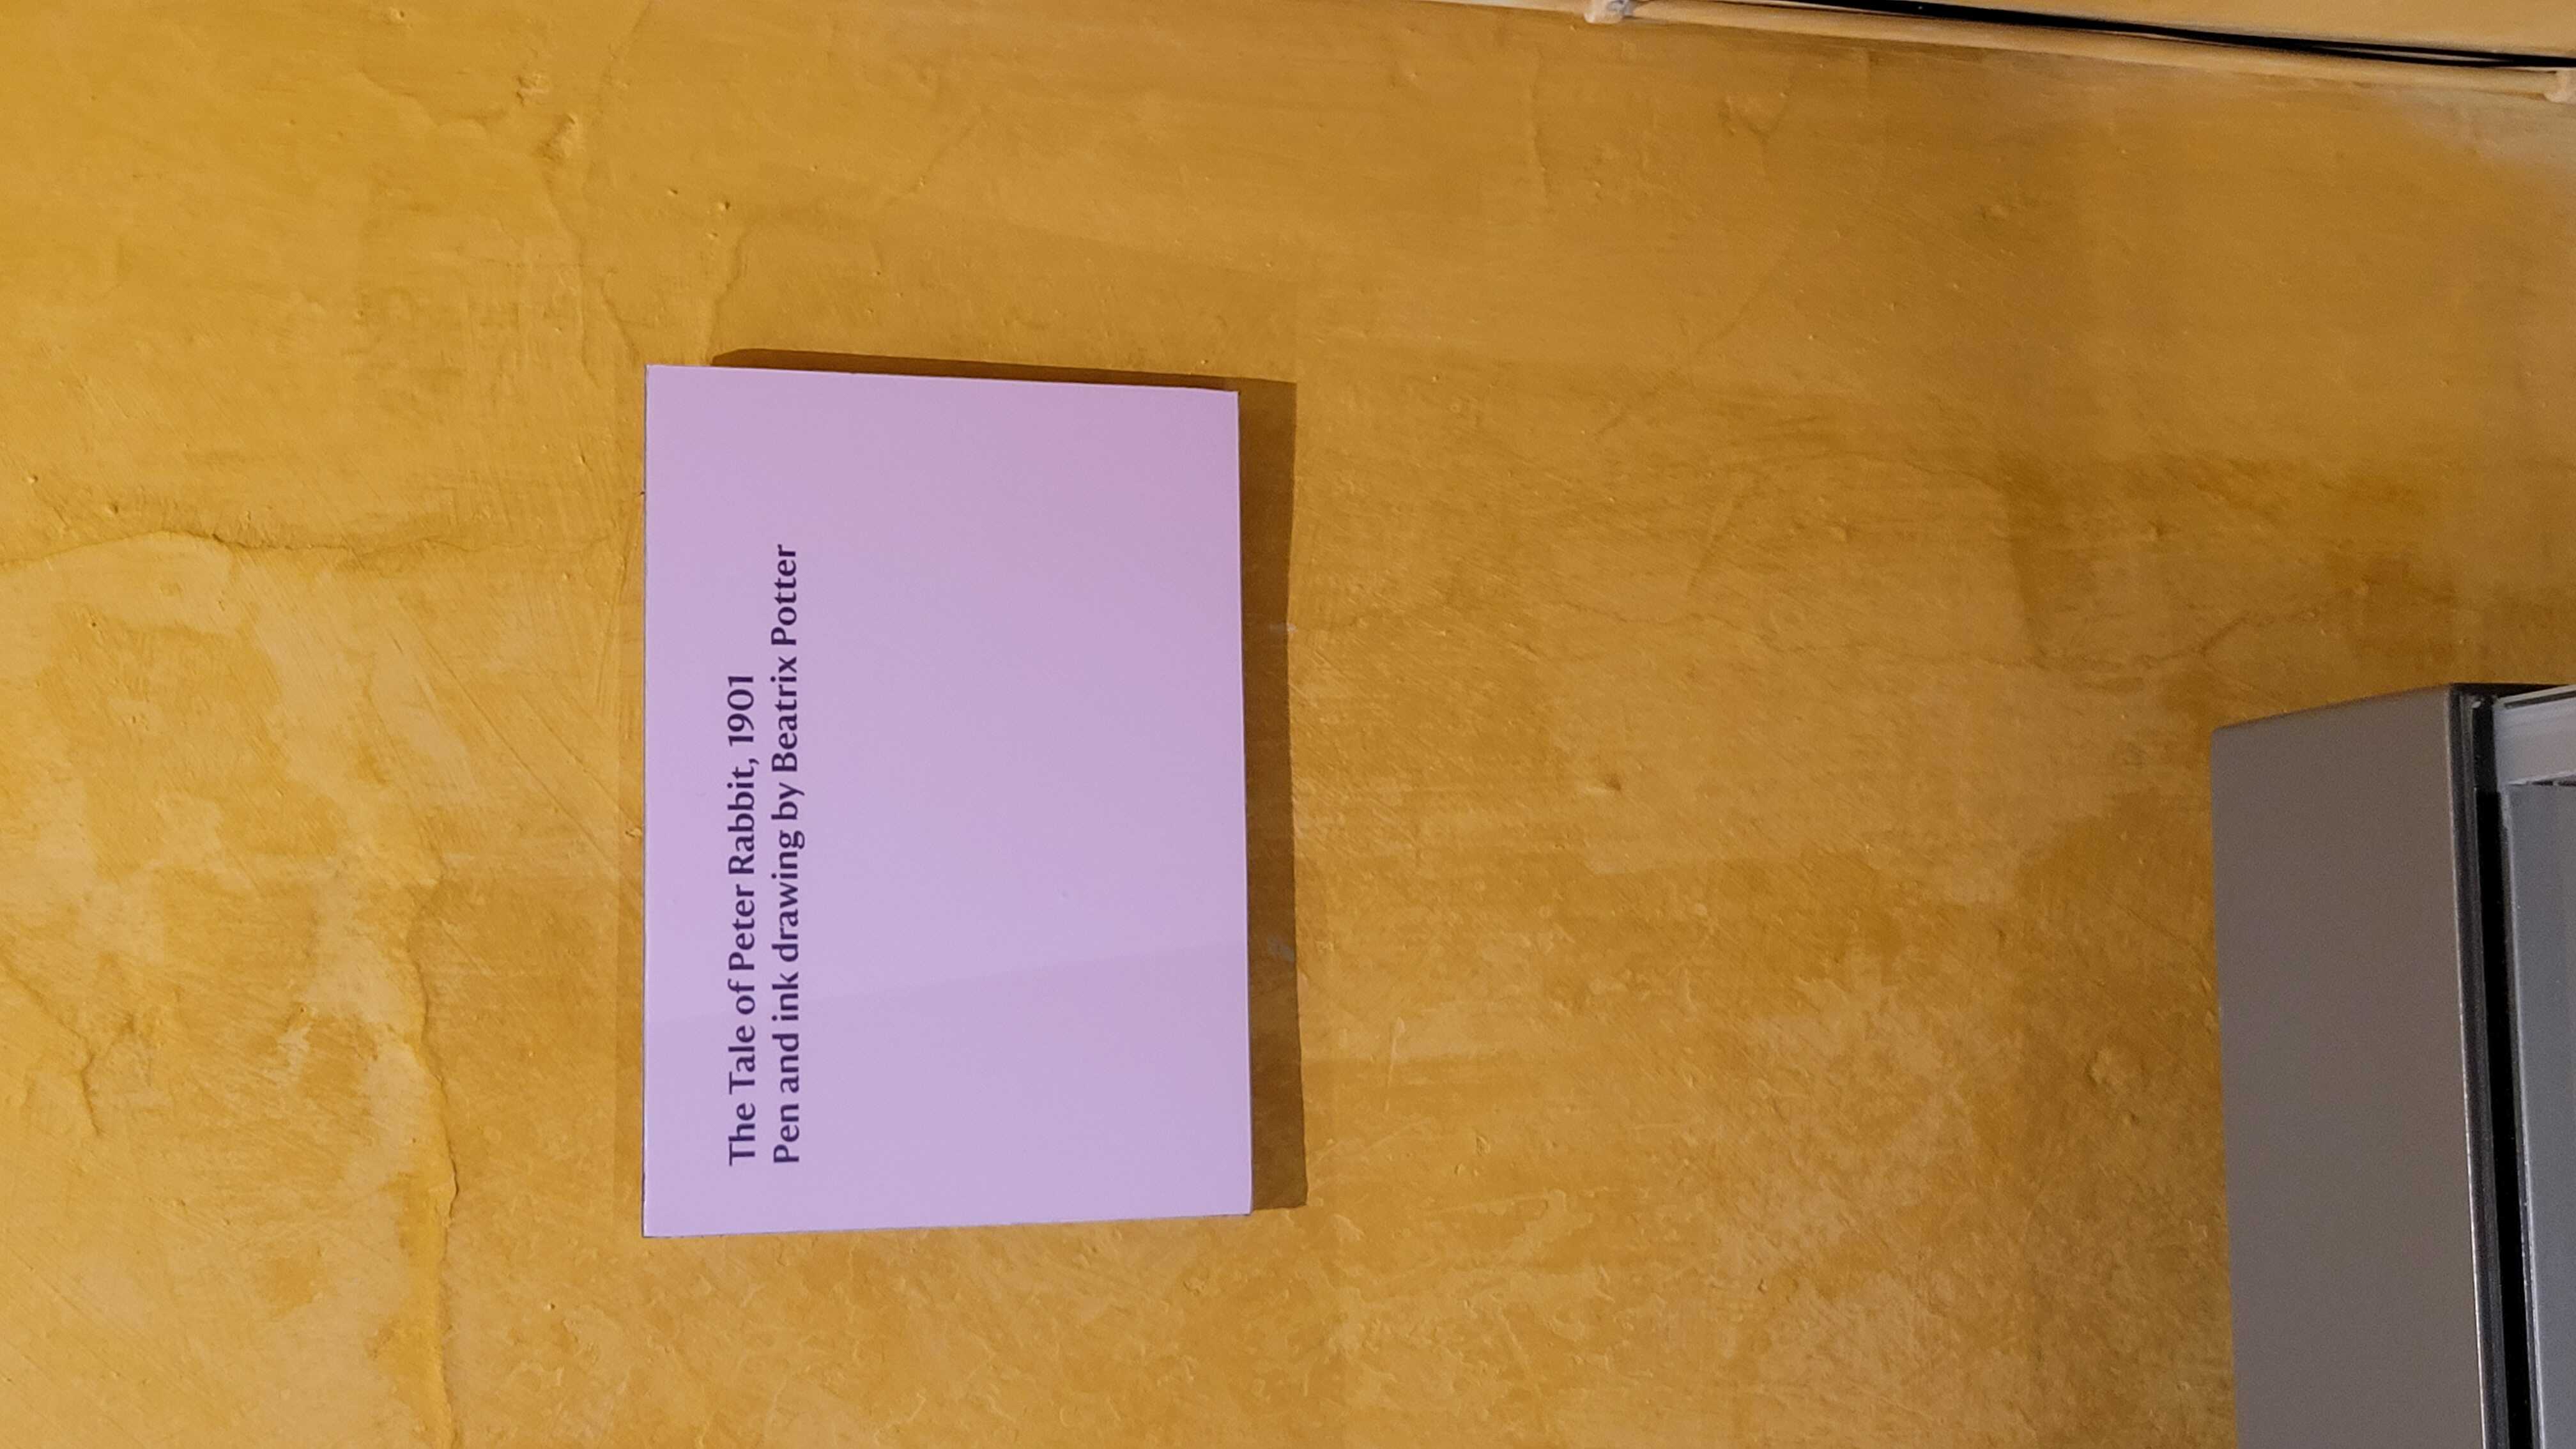 The Tale of Peter Rabbit, 1901
Pen and ink drawing by Beatrix Potter